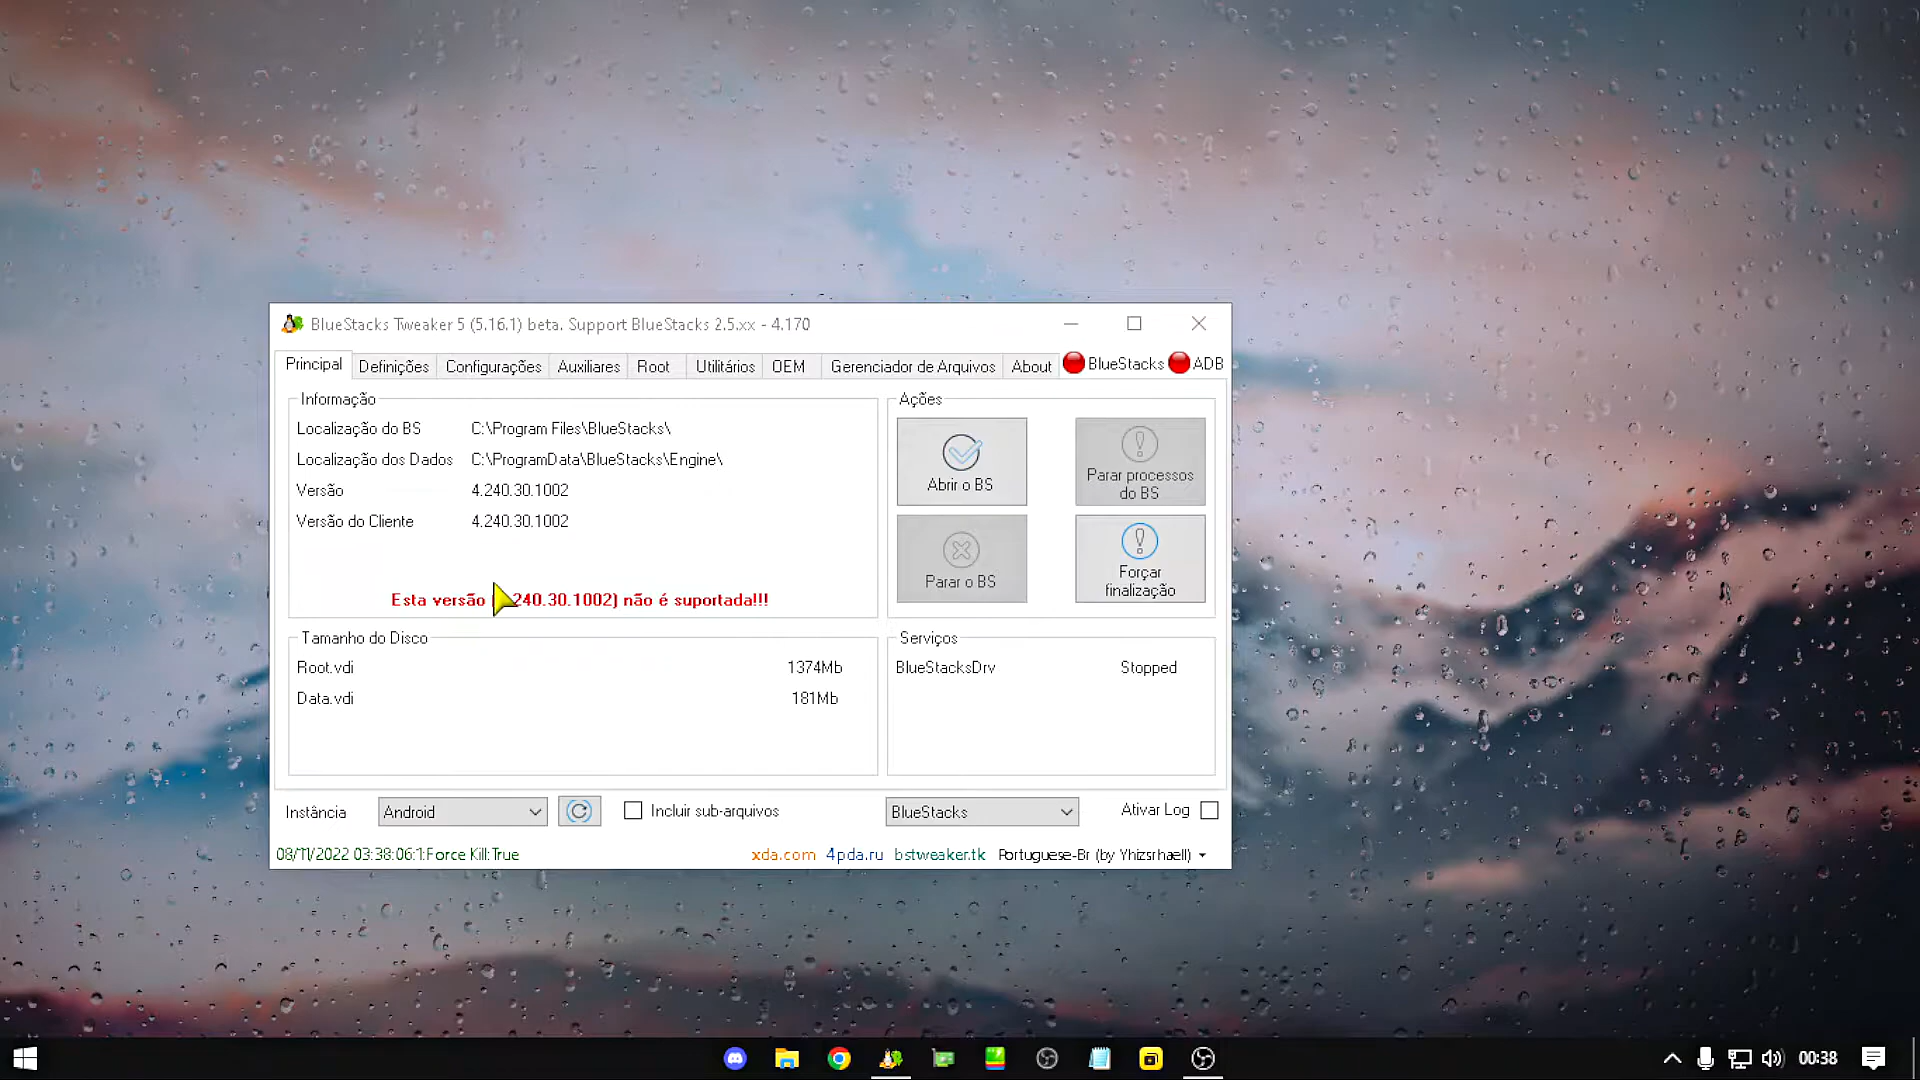 BlueStacks Tweaker 5 (5.16.1) beta. Support BlueStacks 2.5.xx - 4.170
Principal Definições Configurações Auxiliares Root Utilitários OEM Gerenciador de Arquivos About BlueStacks ADB
Informação
Localização do BS C:\Program Files\BlueStacks\
Localização dos Dados C:\ProgramData\BlueStacks\Engine\
Versão 4.240.30.1002
Versão do Cliente 4.240.30.1002
Esta versão 240.30.1002) não é suportada!!!
Ações
Abrir o BS
Parar processos
do BS
Parar o BS
Forçar
finalização
Tamanho do Disco
Root.vdi 1374Mb
Data.vdi 181Mb
Serviços
BlueStacksDrv Stopped
Instância Android Incluir sub-arquivos BlueStacks Ativar Log
08/11/2022 03:38:06:1:Force Kill:True xda.com 4pda.ru bstweaker.tk Portuguese-Br (by Yhizsrhaell)
00:38